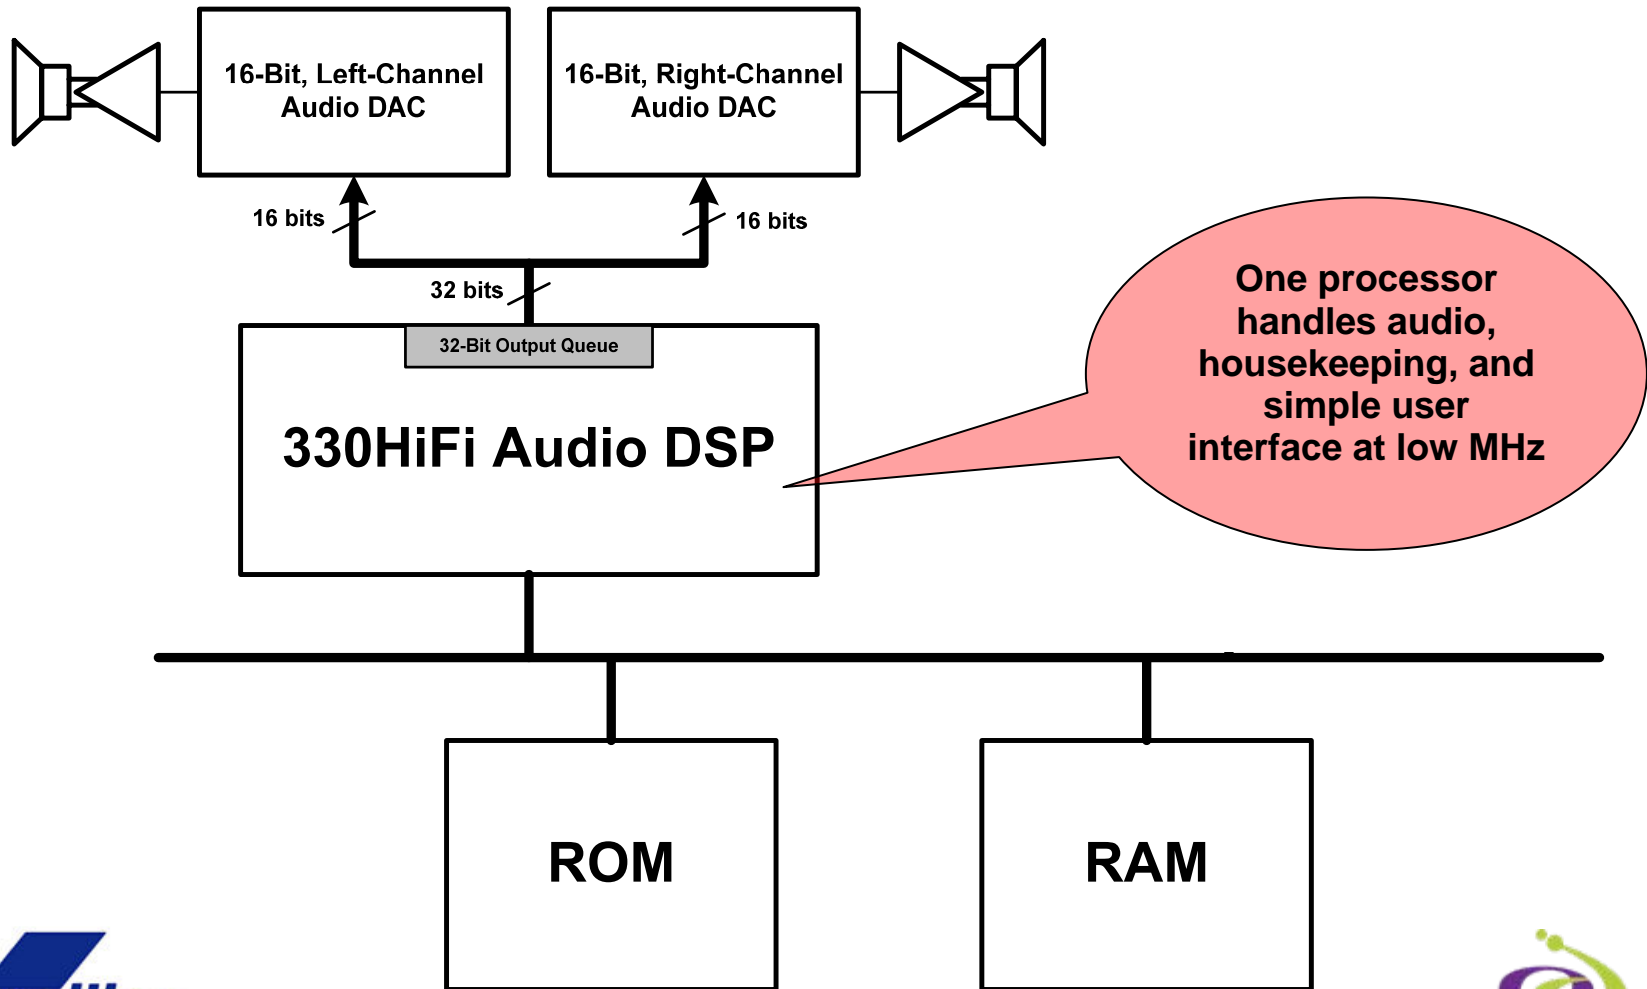 16-Bit, Left-Channel
Audio DAC
16-Bit, Right-Channel
Audio DAC
16 bits
16 bits
32 bits
32-Bit Output Queue
330HiFi Audio DSP
One processor
handles audio,
housekeeping, and
simple user
interface at low MHz
ROM
RAM